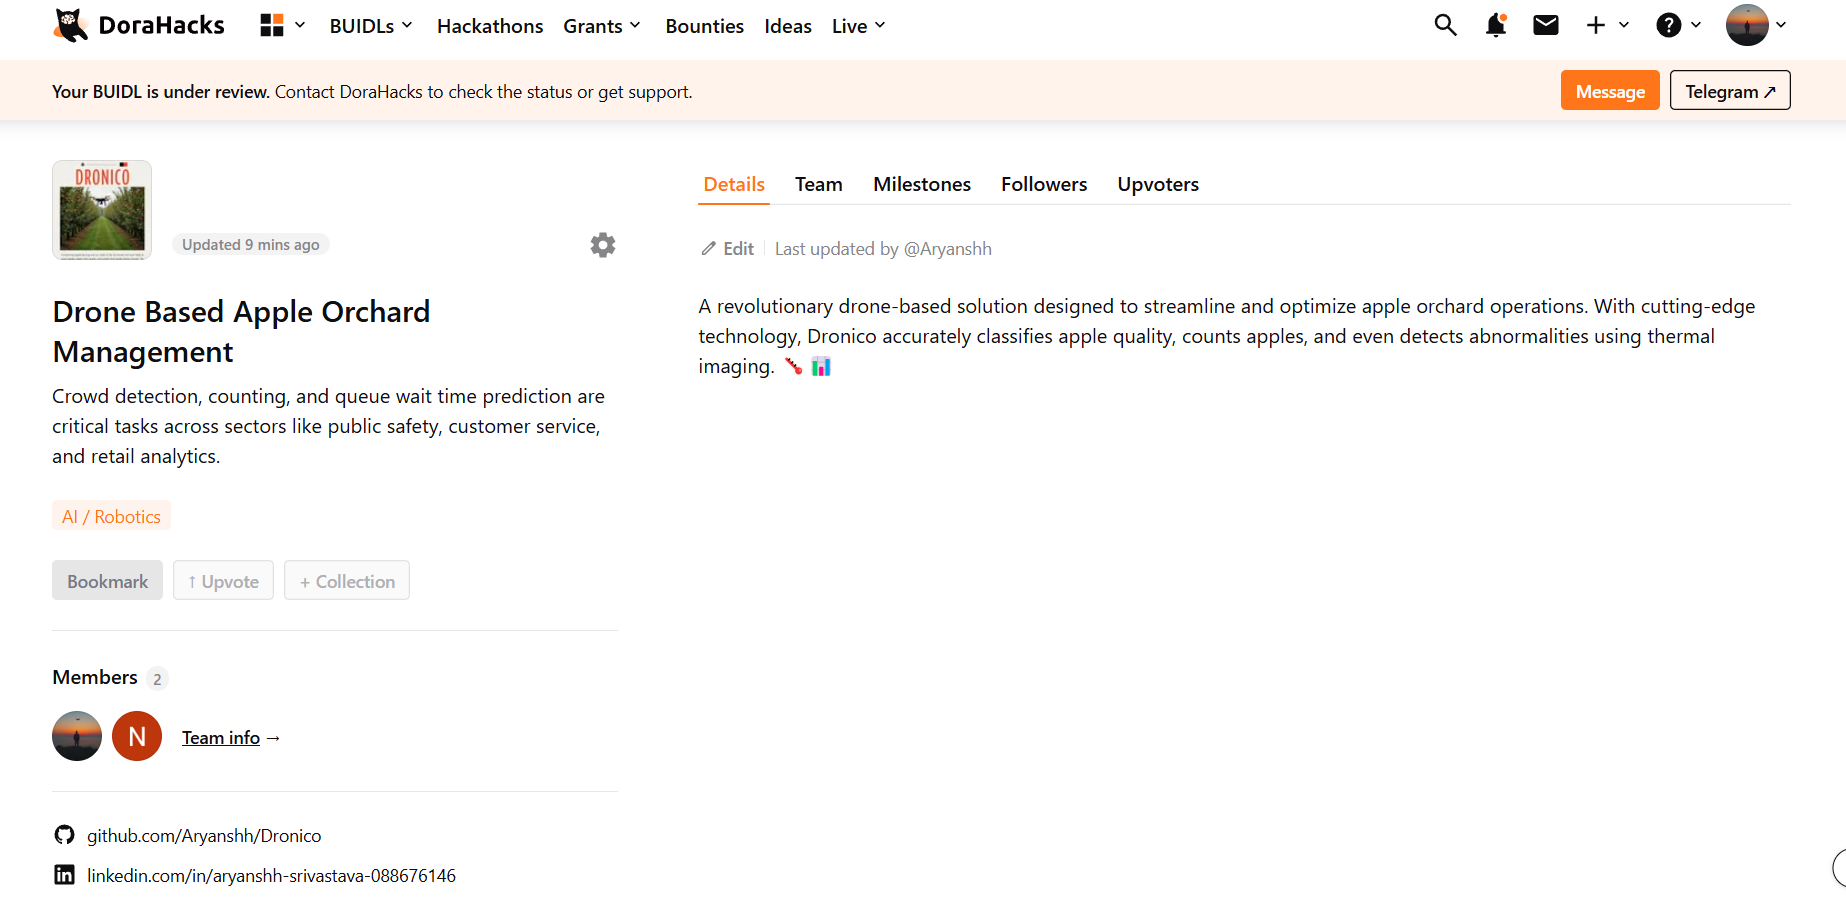 DoraHacks
BUIDLs
Hackathons
Grants
Bounties
Ideas
Live
Your BUIDL is under review. Contact DoraHacks to check the status or get support.
Message
Telegram ↗
DRONICO
Updated 9 mins ago
Drone Based Apple Orchard
Management
Crowd detection, counting, and queue wait time prediction are
critical tasks across sectors like public safety, customer service,
and retail analytics.
AI / Robotics
Bookmark
↑ Upvote
+ Collection
Members 2
N
Team info →
github.com/Aryanshh/Dronico
linkedin.com/in/aryanshh-srivastava-088676146
Details
Team
Milestones
Followers
Upvoters
Edit
Last updated by @Aryanshh
A revolutionary drone-based solution designed to streamline and optimize apple orchard operations. With cutting-edge
technology, Dronico accurately classifies apple quality, counts apples, and even detects abnormalities using thermal
imaging. 🌡️ 📊